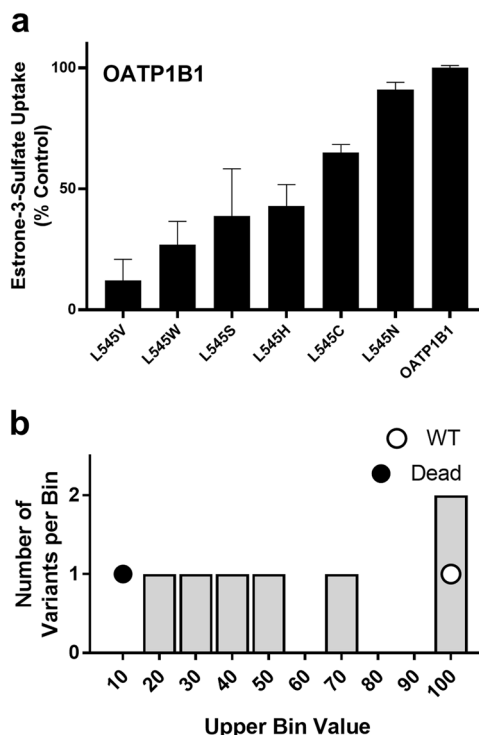 a
OATP1B1
Estrone-3-Sulfate Uptake
(% Control)
100
50
0
L545V
L545W
L545S
L545H
L545C
L545N
OATP1B1
b
WT
Dead
Number of
Variants per Bin
2
1
0
10
20
30
40
50
60
70
80
90
100
Upper Bin Value